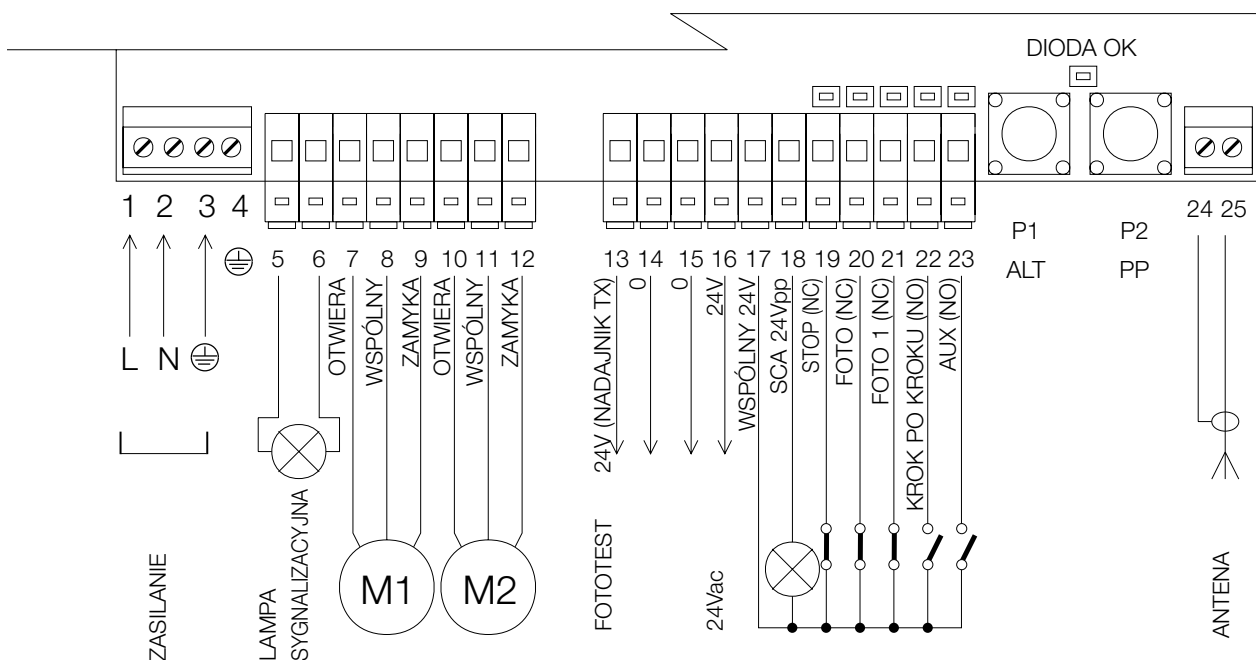 DIODA OK
1 2 3 4
5 6 7 8 9 10 11 12
13 14 15 16 17 18 19 20 21 22 23
24 25
P1
ALT
P2
PP
L N
OTWIERA
WSPÓLNY
ZAMYKA
OTWIERA
WSPÓLNY
ZAMYKA
24V (NADAJNIK TX)
0
0
24V
WSPÓLNY 24V
SCA 24Vpp
STOP (NC)
FOTO (NC)
FOTO 1 (NC)
KROK PO KROKU (NO)
AUX (NO)
M1
M2
ZASILANIE
LAMPA
SYGNALIZACYJNA
FOTOTEST
24Vac
ANTENA